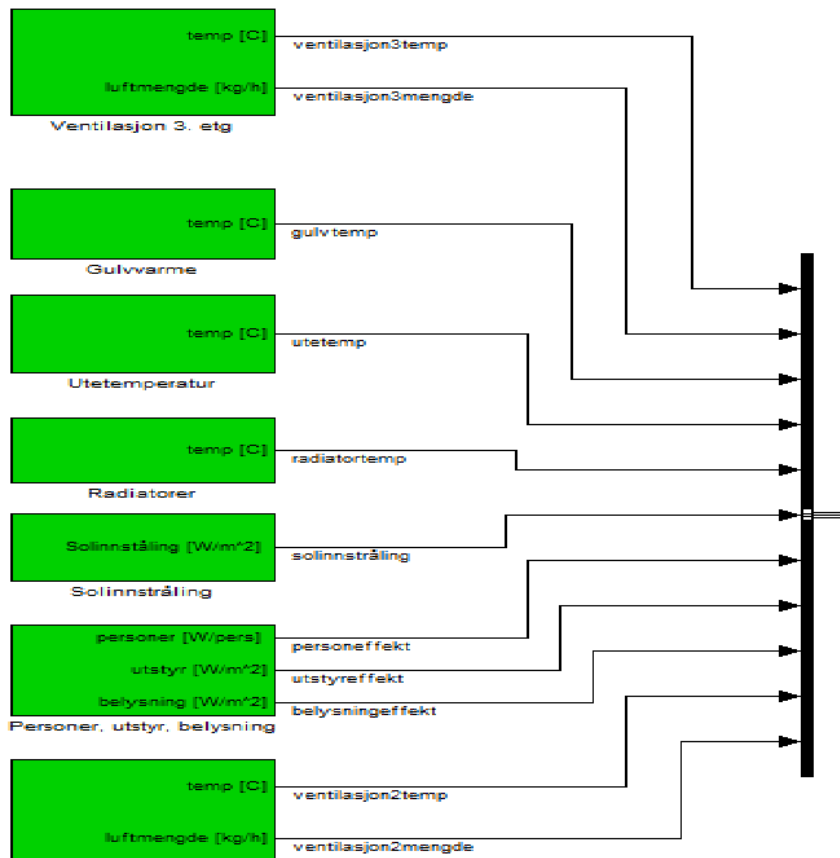 temp [C]
ventilasjon3temp
luftmengde [kg/h]
ventilasjon3mengde
Ventilasjon 3. etg
temp [C]
gulvtemp
Gulvvarme
temp [C]
utetemp
Utetemperatur
temp [C]
radiatortemp
Radiatorer
Solinnståling [W/m^2]
solinnstråling
Solinnstråling
personer [W/pers]
personeffekt
utstyr [W/m^2]
utstyreffekt
belysning [W/m^2]
belysningeffekt
Personer, utstyr, belysning
temp [C]
ventilasjon2temp
luftmengde [kg/h]
ventilasjon2mengde